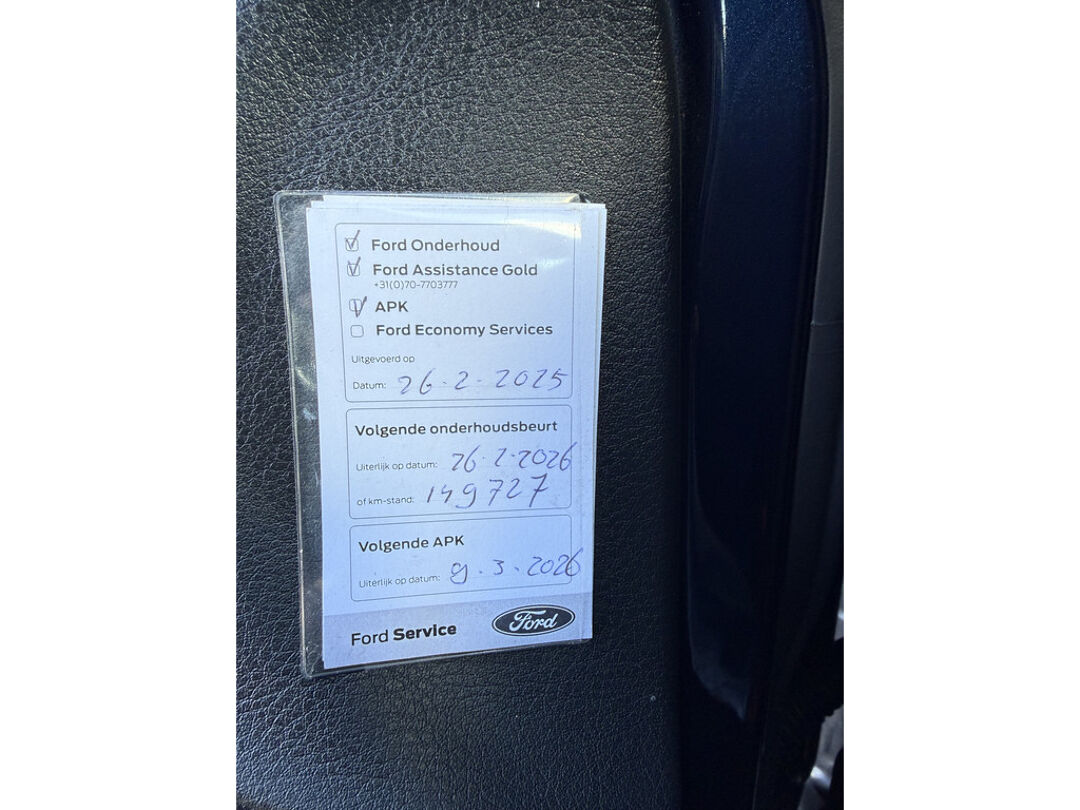 Ford Onderhoud
Ford Assistance Gold
+31(0)70-7703777
APK
Ford Economy Services
Uitgevoerd op
Datum: 26-2-2025
Volgende onderhoudsbeurt
Uiterlijk op datum: 26-2-2026
of km-stand: 149727
Volgende APK
Uiterlijk op datum: 9.3.2026
Ford Service
Ford